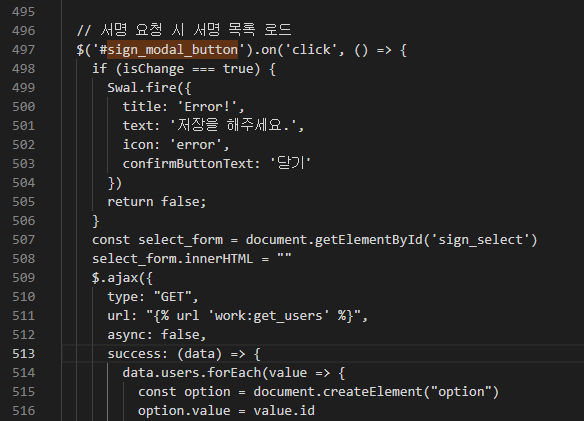 495
496 // 서명 요청 시 서명 목록 로드
497 $('#sign_modal_button').on('click', () => {
498 if (isChange === true) {
499 Swal.fire({
500 title: 'Error!',
501 text: '저장을 해주세요.',
502 icon: 'error',
503 confirmButtonText: '닫기'
504 })
505 return false;
506 }
507 const select_form = document.getElementById('sign_select')
508 select_form.innerHTML = ""
509 $.ajax({
510 type: "GET",
511 url: "{% url 'work:get_users' %}",
512 async: false,
513 success: (data) => {
514 data.users.forEach(value => {
515 const option = document.createElement("option")
516 option.value = value.id